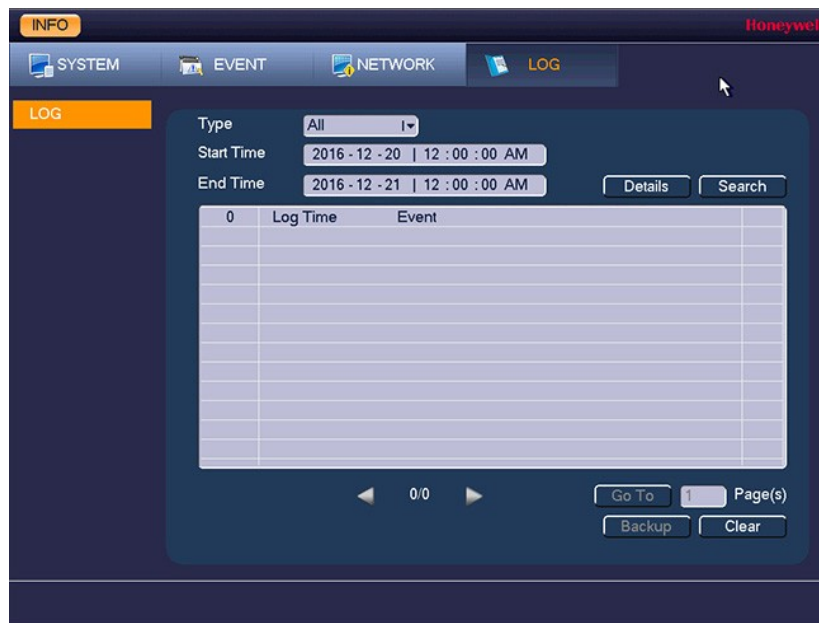 INFO
Honeywel
SYSTEM EVENT NETWORK LOG
LOG
Type All
Start Time 2016 - 12 - 20 | 12 : 00 : 00 AM
End Time 2016 - 12 - 21 | 12 : 00 : 00 AM Details Search
0 Log Time Event
0/0 Go To 1 Page(s)
Backup Clear